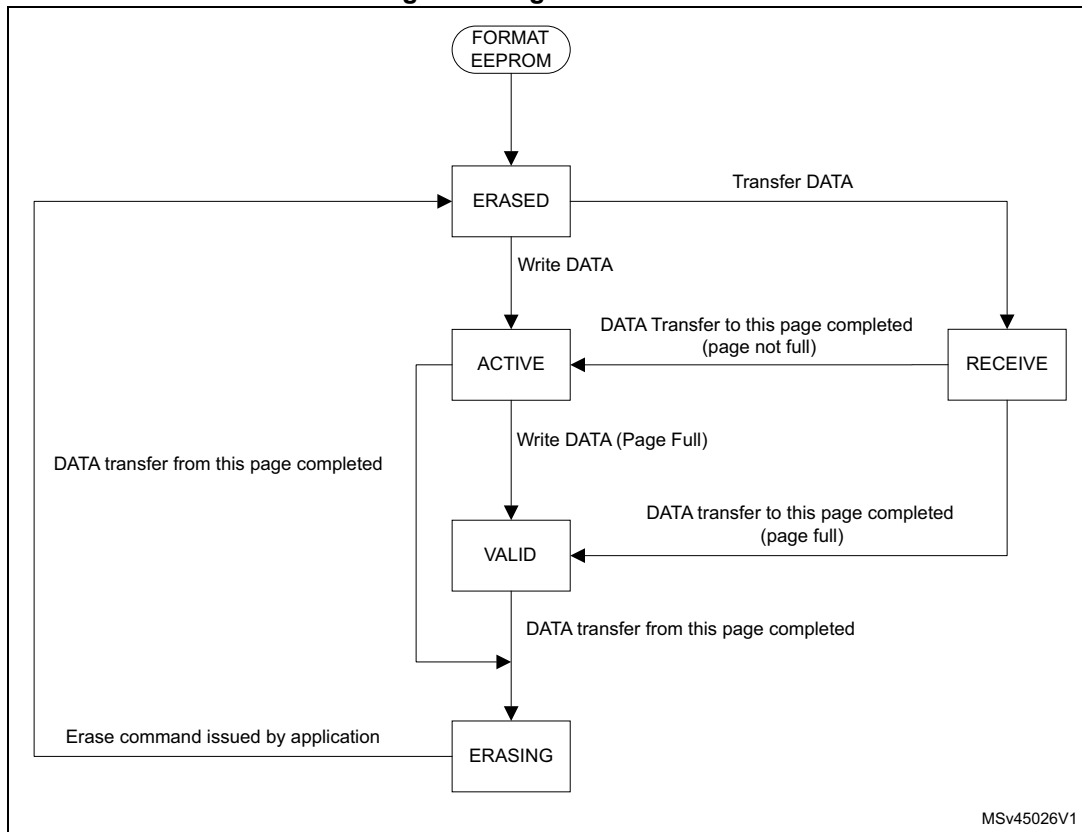 FORMAT
EEPROM
Transfer DATA
ERASED
Write DATA
DATA Transfer to this page completed
(page not full)
ACTIVE
RECEIVE
Write DATA (Page Full)
DATA transfer from this page completed
DATA transfer to this page completed
(page full)
VALID
DATA transfer from this page completed
Erase command issued by application
ERASING
MSv45026V1